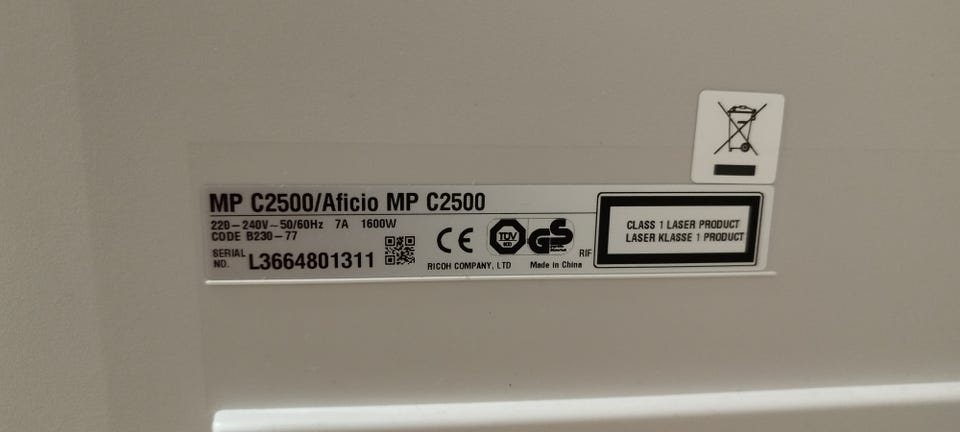 MP C2500/Aficio MP C2500
220-240V~50/60Hz 7A 1600W
CODE B230-77
SERIAL NO. L3664801311
CE
TÜV
GS
RICOH COMPANY, LTD Made in China
RIF
CLASS 1 LASER PRODUCT
LASER KLASSE 1 PRODUCT